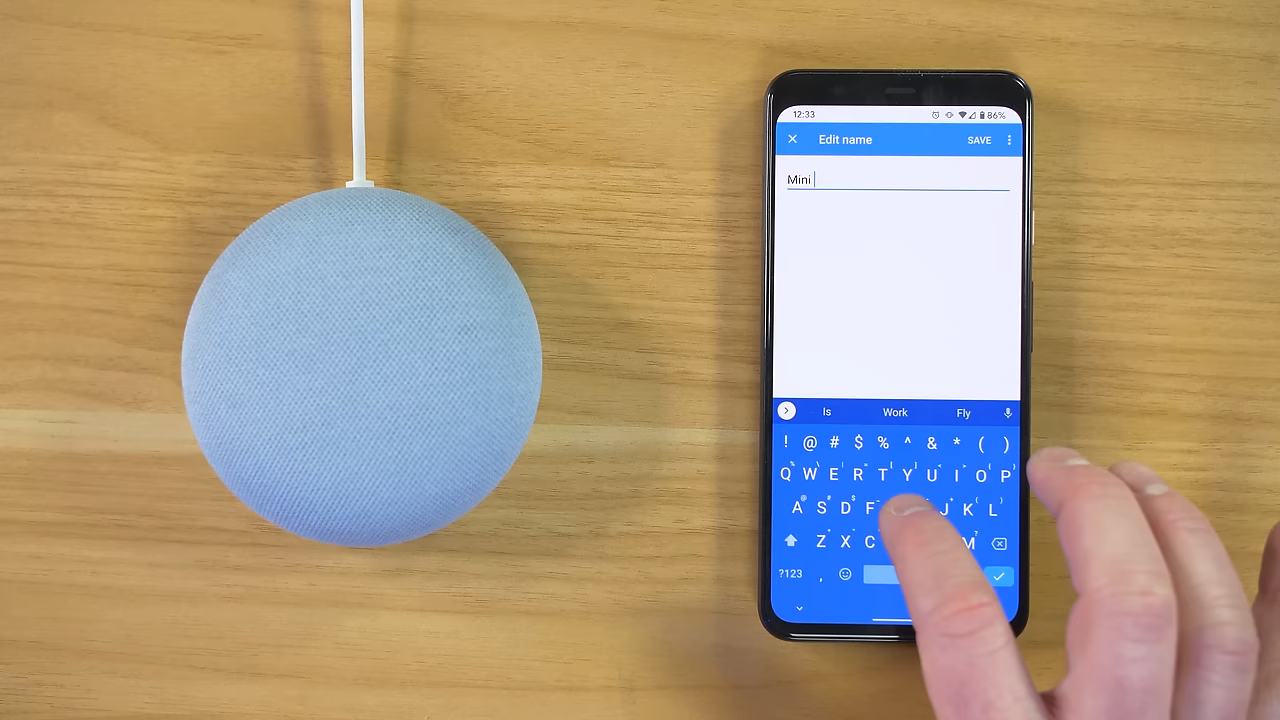 12:33 86%
Edit name SAVE
Mini
Is Work Fly
! @ # $ % ^ & * ( )
Q W E R T Y U I O P
A S D F J K L
Z X C M
?123 ,